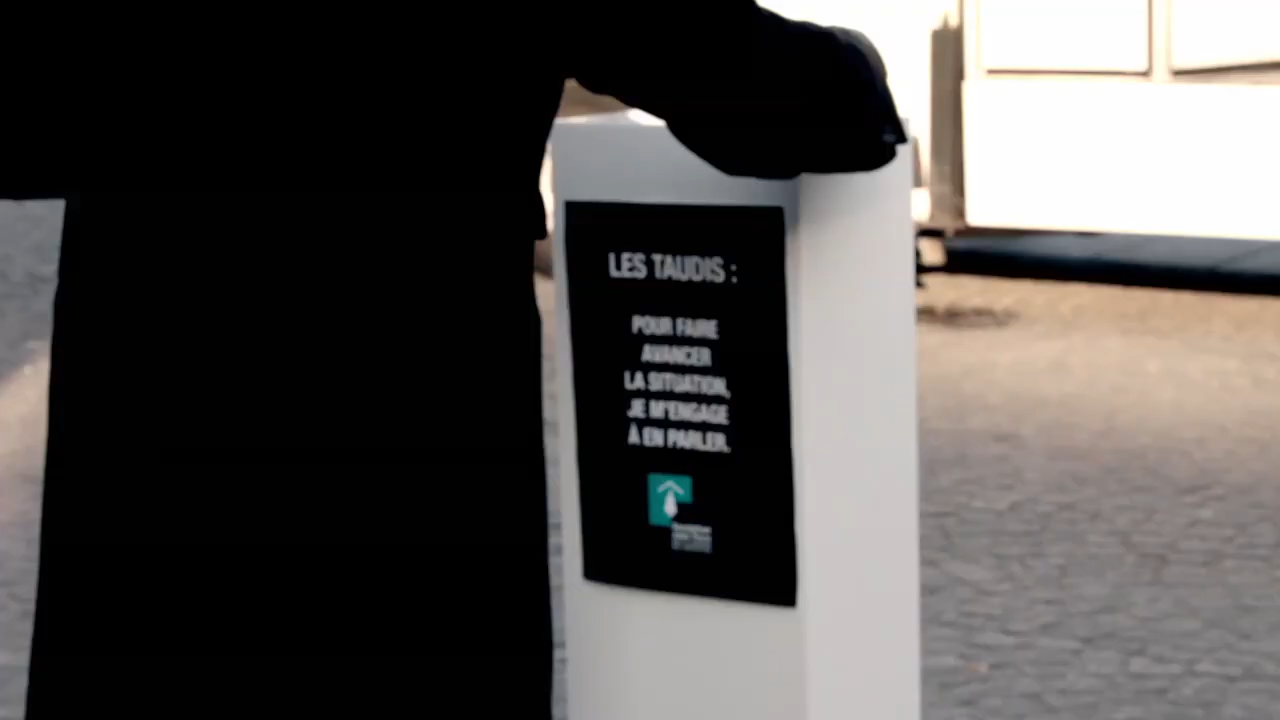 LES TAUDIS :
POUR FAIRE
AVANCER
LA SITUATION,
JE M'ENGAGE
À EN PARLER.